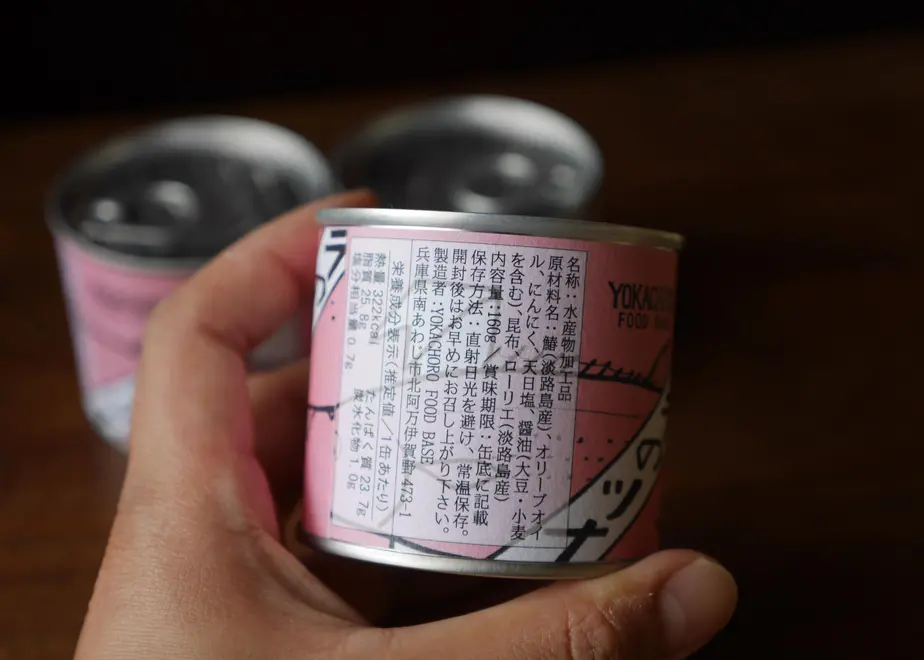 YOKACHO
FOOD
のツナ
名称：水産物加工品
原材料名：鰆(淡路島産)、オリーブオイ
ル、にんにく、天日塩、醤油(大豆・小麦
を含む)、昆布、ローリエ(淡路島産)
内容量：160g／賞味期限：缶底に記載
保存方法：直射日光を避け、常温保存。
開封後はお早めにお召し上がり下さい。
製造者：YOKACHORO FOOD BASE
兵庫県南あわじ市北阿万伊賀野 473-1
栄養成分表示(推定値／1缶あたり)
熱量 322kcal たんぱく質 23.7g
脂質 25.8g 炭水化物 1.0g
塩分相当量 0.7g